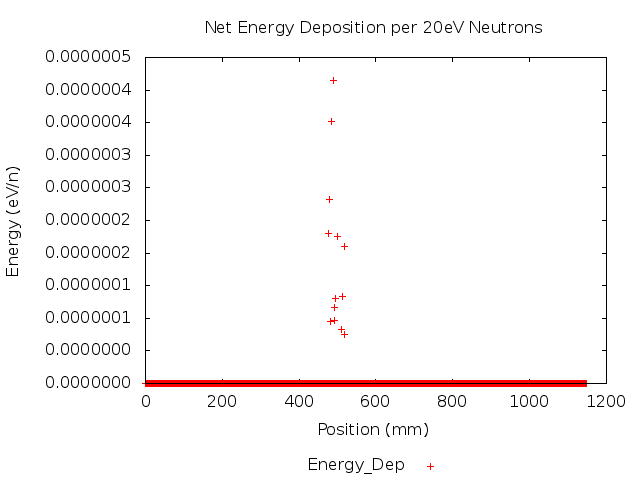 Net Energy Deposition per 20eV Neutrons
0.0000005
0.0000004
0.0000004
0.0000003
0.0000003
0.0000002
0.0000002
0.0000001
0.0000001
0.0000000
0.0000000
Energy (eV/n)
0 200 400 600 800 1000 1200
Position (mm)
Energy_Dep